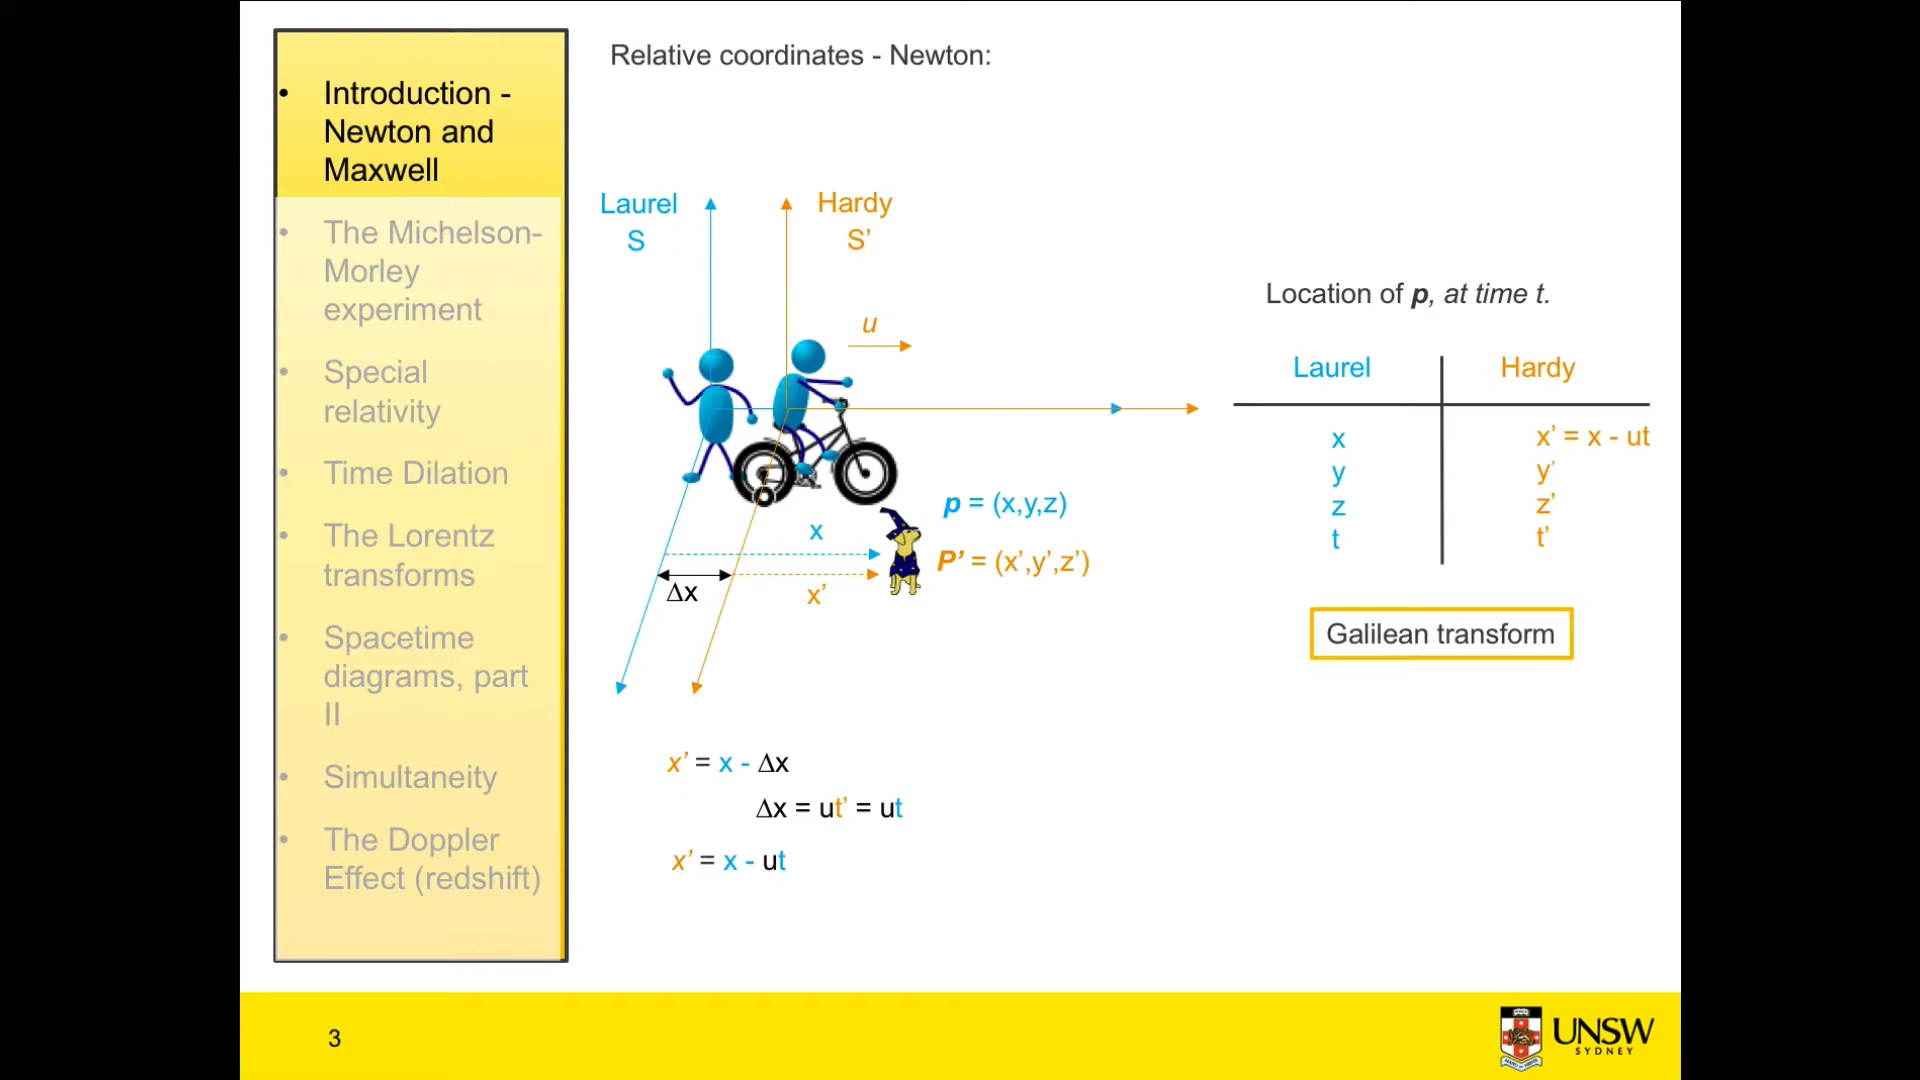 Relative coordinates - Newton:
• Introduction -
Newton and
Maxwell
• The Michelson-
Morley
experiment
• Special
relativity
• Time Dilation
• The Lorentz
transforms
• Spacetime
diagrams, part
II
• Simultaneity
• The Doppler
Effect (redshift)
Laurel
S
Hardy
S’
u
p = (x,y,z)
x
P’ = (x’,y’,z’)
Δx
x’
x’ = x - Δx
Δx = ut’ = ut
x’ = x - ut
Location of p, at time t.
Laurel Hardy
x x’ = x - ut
y y’
z z’
t t’
Galilean transform
3
UNSW
SYDNEY